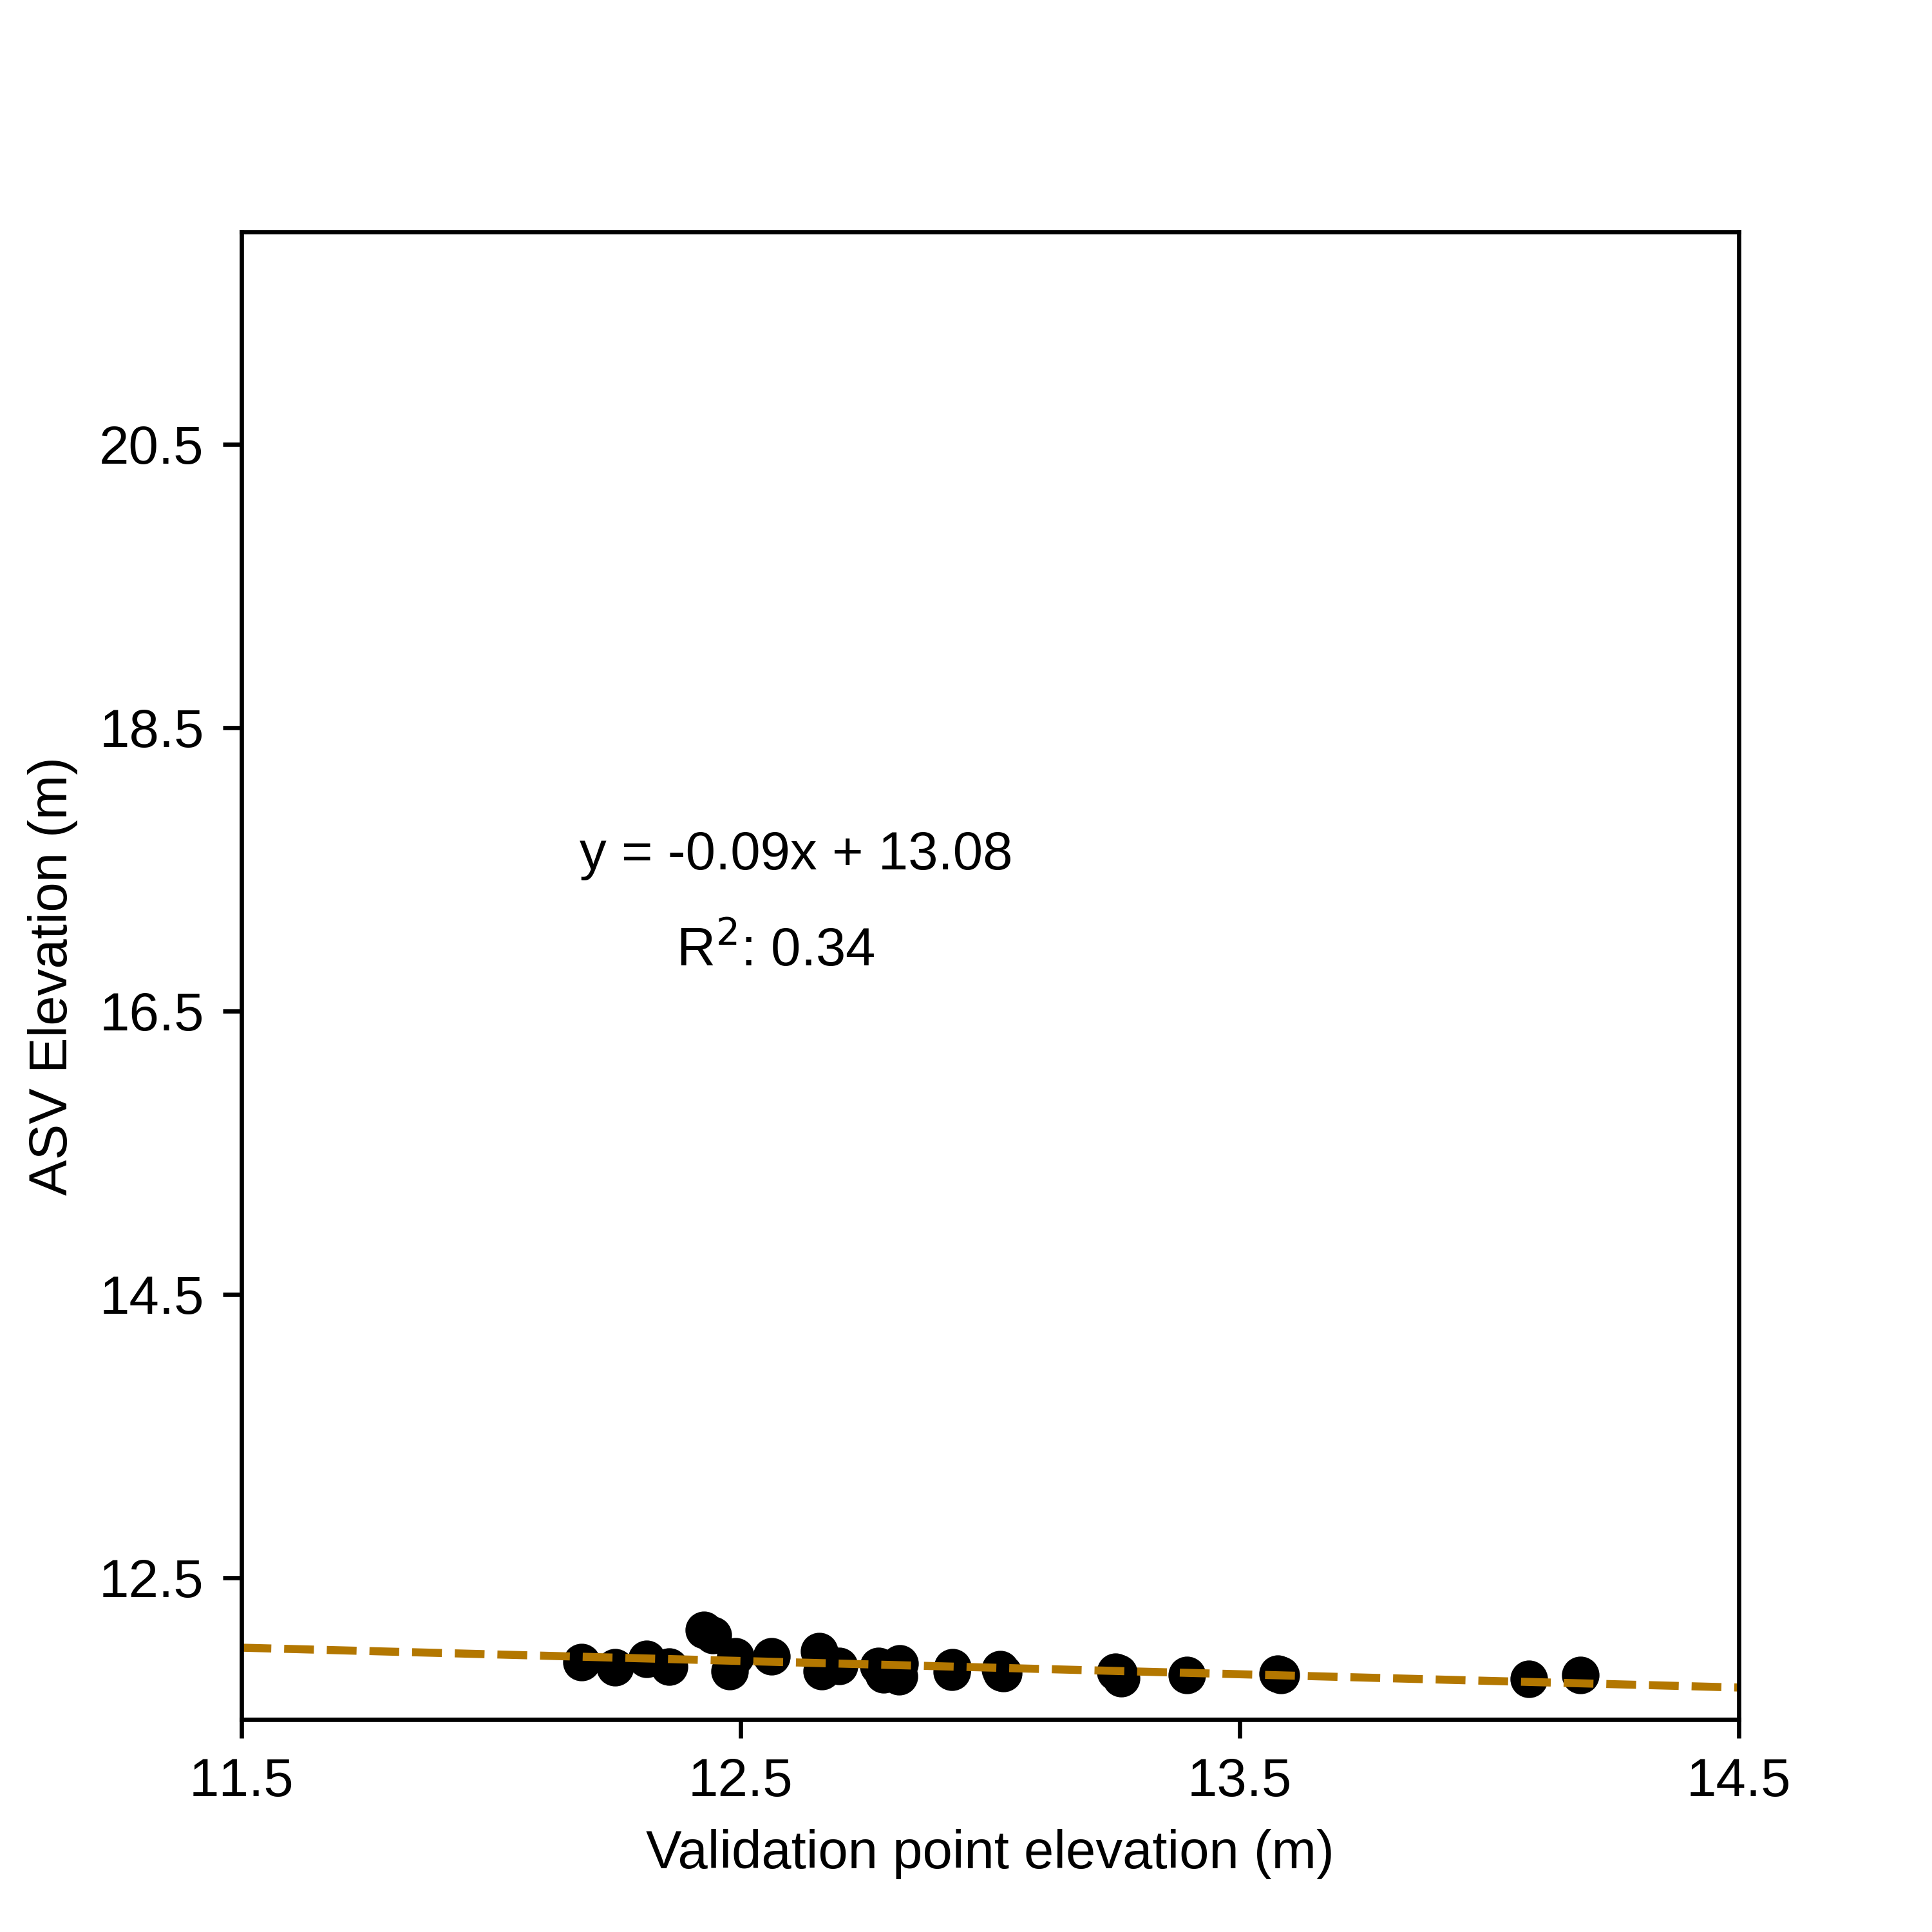 20.5
18.5
16.5
14.5
12.5
ASV Elevation (m)
y = -0.09x + 13.08
R²: 0.34
11.5 12.5 13.5 14.5
Validation point elevation (m)